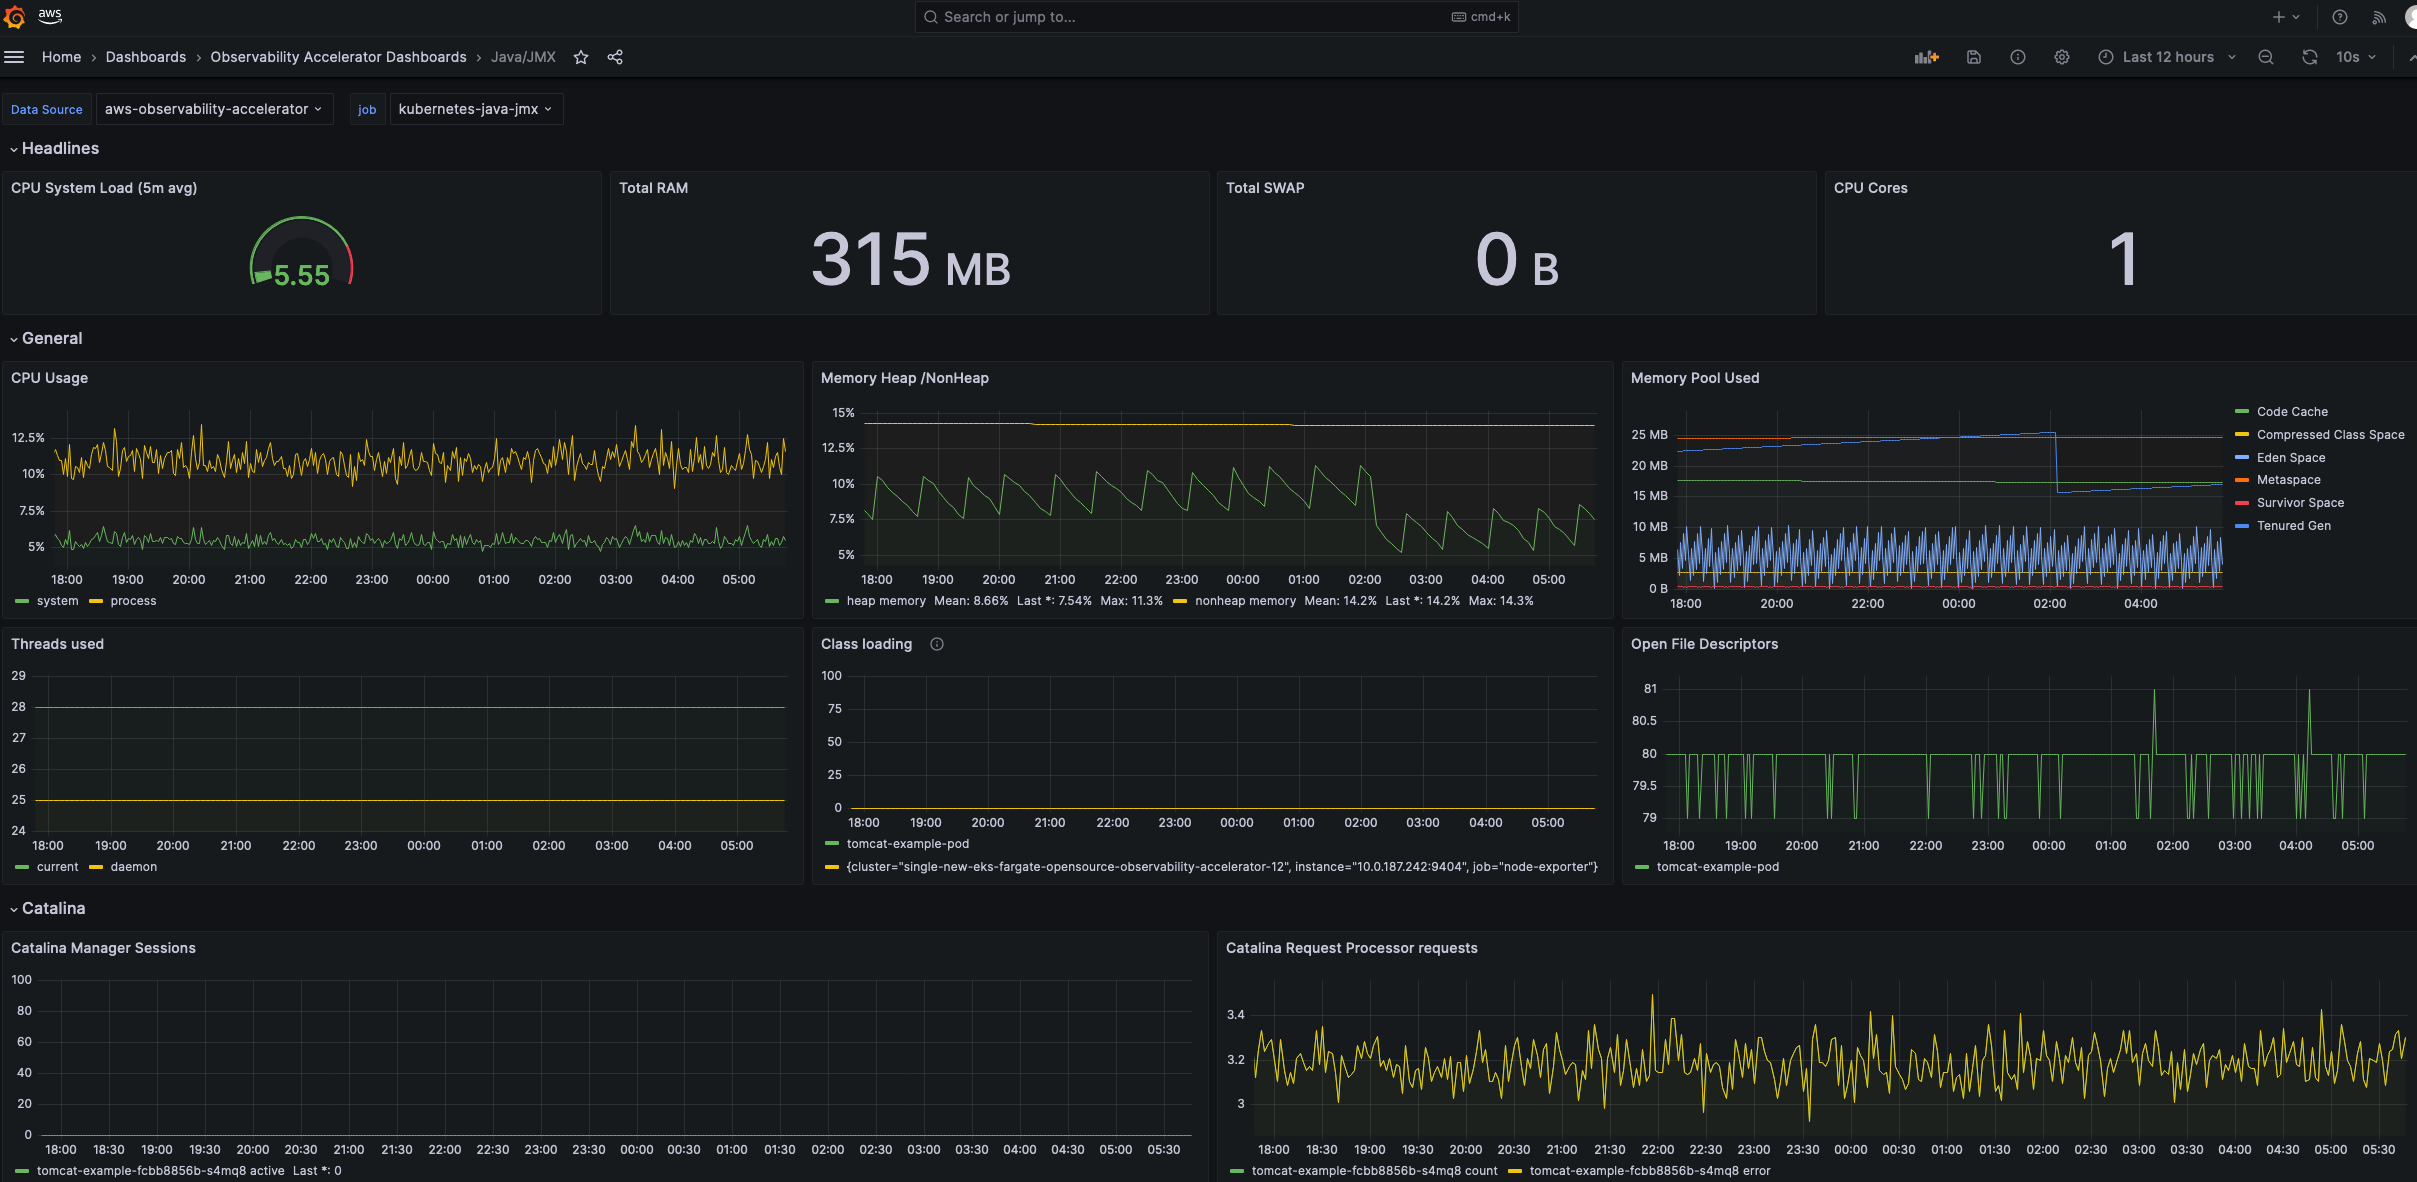 aws
Search or jump to...
cmd+k
Home
Dashboards
Observability Accelerator Dashboards
Java/JMX
Last 12 hours
10s
Data Source
aws-observability-accelerator
job
kubernetes-java-jmx
Headlines
CPU System Load (5m avg)
5.55
Total RAM
315 MB
Total SWAP
0 B
CPU Cores
1
General
CPU Usage
12.5%
10%
7.5%
5%
18:00 19:00 20:00 21:00 22:00 23:00 00:00 01:00 02:00 03:00 04:00 05:00
system process
Memory Heap /NonHeap
15%
12.5%
10%
7.5%
5%
18:00 19:00 20:00 21:00 22:00 23:00 00:00 01:00 02:00 03:00 04:00 05:00
heap memory Mean: 8.66% Last *: 7.54% Max: 11.3% nonheap memory Mean: 14.2% Last *: 14.2% Max: 14.3%
Memory Pool Used
25 MB
20 MB
15 MB
10 MB
5 MB
0 B
18:00 20:00 22:00 00:00 02:00 04:00
Code Cache
Compressed Class Space
Eden Space
Metaspace
Survivor Space
Tenured Gen
Threads used
29
28
27
26
25
24
18:00 19:00 20:00 21:00 22:00 23:00 00:00 01:00 02:00 03:00 04:00 05:00
current daemon
Class loading
100
75
50
25
0
18:00 19:00 20:00 21:00 22:00 23:00 00:00 01:00 02:00 03:00 04:00 05:00
tomcat-example-pod
{cluster="single-new-eks-fargate-opensource-observability-accelerator-12", instance="10.0.187.242:9404", job="node-exporter"}
Open File Descriptors
81
80.5
80
79.5
79
18:00 19:00 20:00 21:00 22:00 23:00 00:00 01:00 02:00 03:00 04:00 05:00
tomcat-example-pod
Catalina
Catalina Manager Sessions
100
80
60
40
20
0
18:00 18:30 19:00 19:30 20:00 20:30 21:00 21:30 22:00 22:30 23:00 23:30 00:00 00:30 01:00 01:30 02:00 02:30 03:00 03:30 04:00 04:30 05:00 05:30
tomcat-example-fcbb8856b-s4mq8 active Last *: 0
Catalina Request Processor requests
3.4
3.2
3
18:00 18:30 19:00 19:30 20:00 20:30 21:00 21:30 22:00 22:30 23:00 23:30 00:00 00:30 01:00 01:30 02:00 02:30 03:00 03:30 04:00 04:30 05:00 05:30
tomcat-example-fcbb8856b-s4mq8 count tomcat-example-fcbb8856b-s4mq8 error